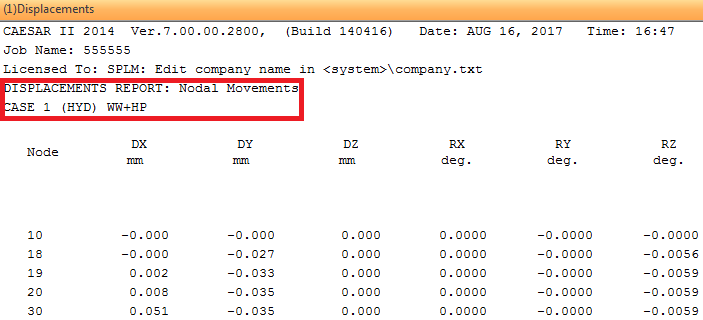 (1)Displacements
CAESAR II 2014 Ver.7.00.00.2800, (Build 140416) Date: AUG 16, 2017 Time: 16:47
Job Name: 555555
Licensed To: SPLM: Edit company name in <system>\company.txt
DISPLACEMENTS REPORT: Nodal Movements
CASE 1 (HYD) WW+HP
Node DX DY DZ RX RY RZ
mm mm mm deg. deg. deg.
10 -0.000 -0.000 0.000 0.000 -0.0000 -0.0000
18 -0.000 -0.027 0.000 0.000 -0.0000 -0.0056
19 0.002 -0.033 0.000 0.000 -0.0000 -0.0059
20 0.008 -0.035 0.000 0.000 -0.0000 -0.0059
30 0.051 -0.035 0.000 0.000 -0.0000 -0.0059